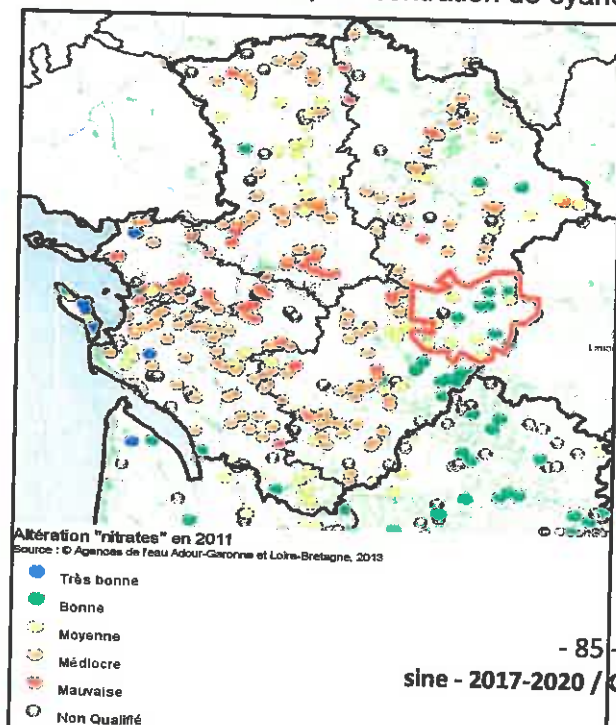 Altération "nitrates" en 2011
Source : © Agences de l'eau Adour-Garonne et Loire-Bretagne, 2013
Très bonne
Bonne
Moyenne
Médiocre
Mauvaise
Non Qualifié
- 85 -
sine - 2017-2020 /